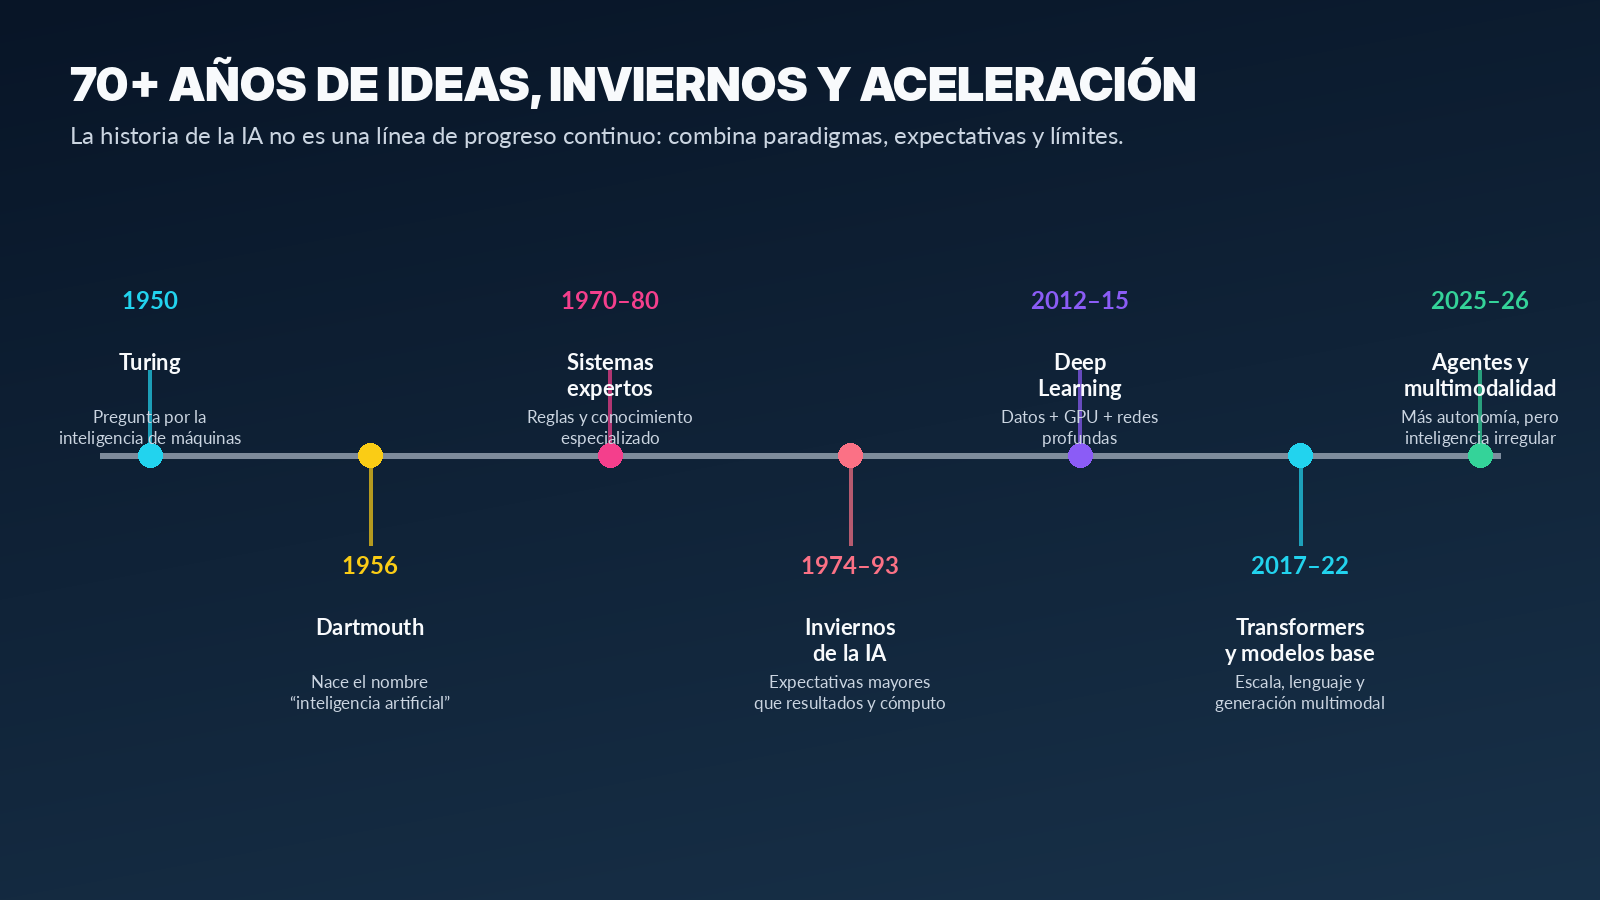 70+ AÑOS DE IDEAS, INVIERNOS Y ACELERACIÓN
La historia de la IA no es una línea de progreso continuo: combina paradigmas, expectativas y límites.
1950
Turing
Pregunta por la
inteligencia de máquinas
1956
Dartmouth
Nace el nombre
“inteligencia artificial”
1970–80
Sistemas
expertos
Reglas y conocimiento
especializado
1974–93
Inviernos
de la IA
Expectativas mayores
que resultados y cómputo
2012–15
Deep
Learning
Datos + GPU + redes
profundas
2017–22
Transformers
y modelos base
Escala, lenguaje y
generación multimodal
2025–26
Agentes y
multimodalidad
Más autonomía, pero
inteligencia irregular